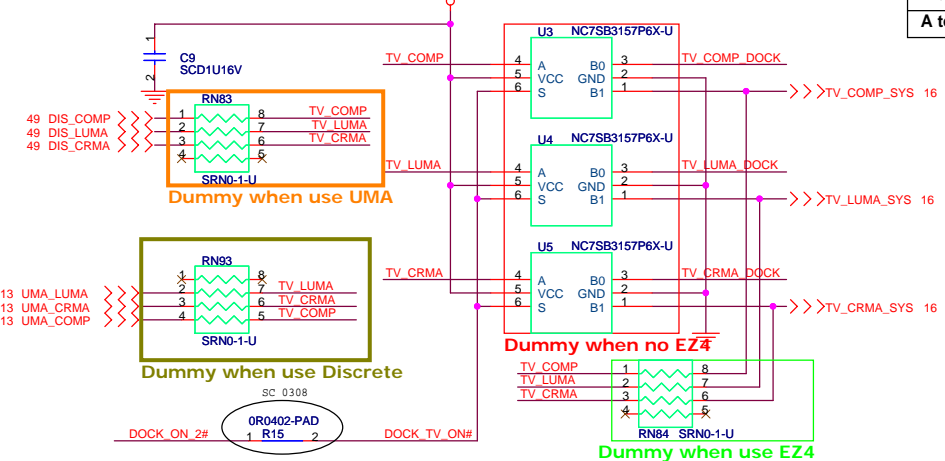 A
1
2
C9
SCD1U16V
RN83
49 DIS_COMP
49 DIS_LUMA
49 DIS_CRMA
1
2
3
4
8
7
6
5
TV_COMP
TV_LUMA
TV_CRMA
SRN0-1-U
Dummy when use UMA
RN93
13 UMA_LUMA
13 UMA_CRMA
13 UMA_COMP
1
2
3
4
8
7
6
5
TV_LUMA
TV_CRMA
TV_COMP
SRN0-1-U
Dummy when use Discrete
SC 0308
0R0402-PAD
DOCK_ON_2#
1 R15 2
DOCK_TV_ON#
U3 NC7SB3157P6X-U
TV_COMP
4 A B0 3
5 VCC GND 2
6 S B1 1
TV_COMP_DOCK
TV_COMP_SYS 16
U4 NC7SB3157P6X-U
TV_LUMA
4 A B0 3
5 VCC GND 2
6 S B1 1
TV_LUMA_DOCK
TV_LUMA_SYS 16
U5 NC7SB3157P6X-U
TV_CRMA
4 A B0 3
5 VCC GND 2
6 S B1 1
TV_CRMA_DOCK
TV_CRMA_SYS 16
Dummy when no EZ4
TV_COMP
TV_LUMA
TV_CRMA
1
2
3
4
8
7
6
5
RN84 SRN0-1-U
Dummy when use EZ4